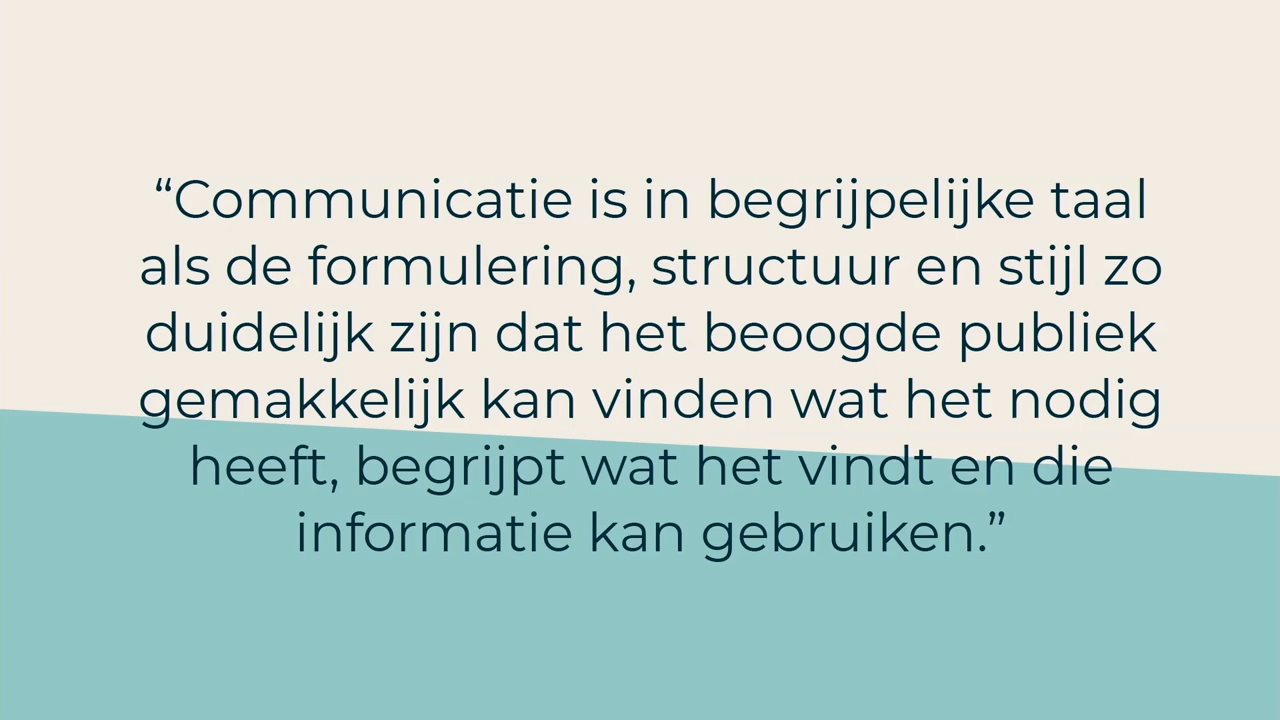 “Communicatie is in begrijpelijke taal
als de formulering, structuur en stijl zo
duidelijk zijn dat het beoogde publiek
gemakkelijk kan vinden wat het nodig
heeft, begrijpt wat het vindt en die
informatie kan gebruiken.”